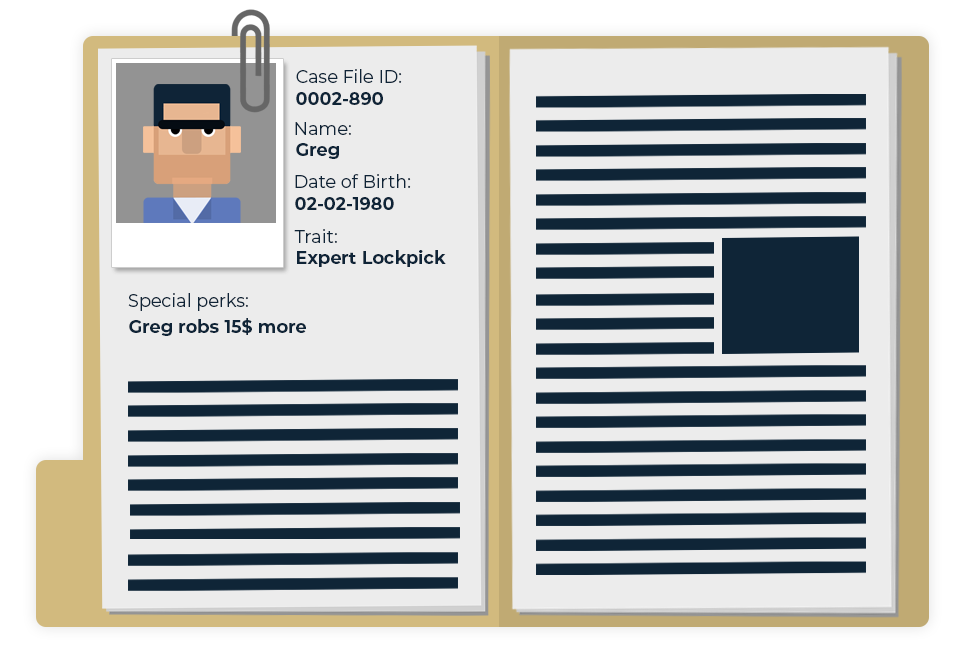 Case File ID:
0002-890
Name:
Greg
Date of Birth:
02-02-1980
Trait:
Expert Lockpick
Special perks:
Greg robs 15$ more